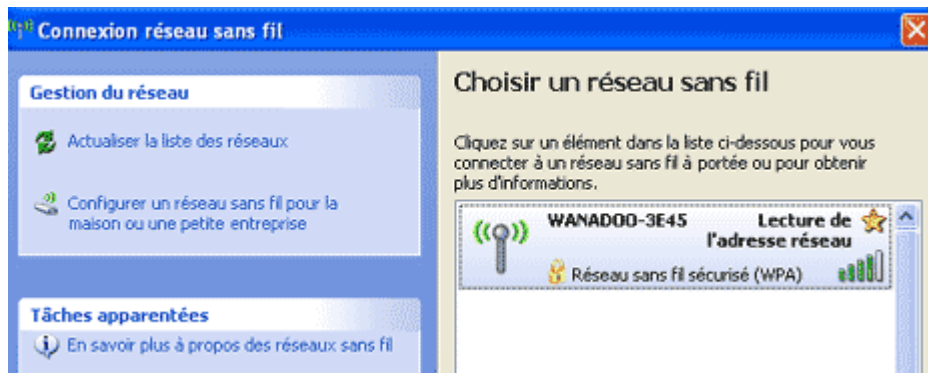 Connexion réseau sans fil
Gestion du réseau
Actualiser la liste des réseaux
Configurer un réseau sans fil pour la
maison ou une petite entreprise
Tâches apparentées
En savoir plus à propos des réseaux sans fil
Choisir un réseau sans fil
Cliquez sur un élément dans la liste ci-dessous pour vous
connecter à un réseau sans fil à portée ou pour obtenir
plus d'informations.
WANADOO-3E45
Lecture de
l'adresse réseau
Réseau sans fil sécurisé (WPA)